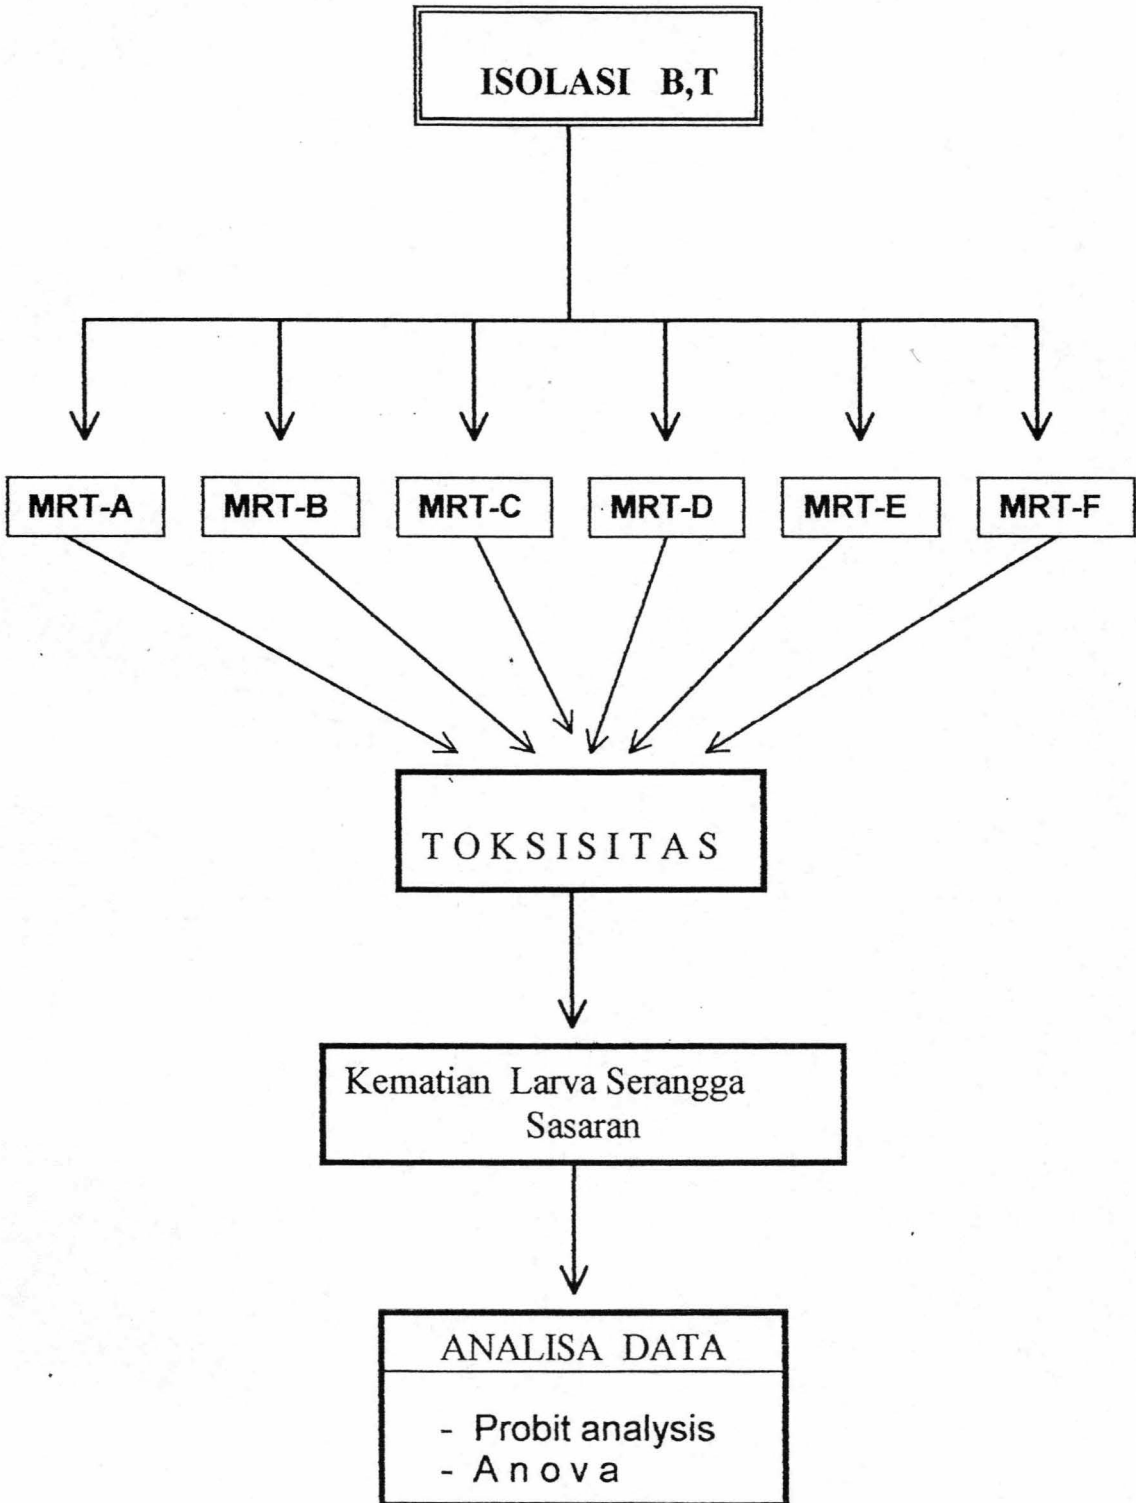 ISOLASI B,T
MRT-A MRT-B MRT-C MRT-D MRT-E MRT-F
TOKSISITAS
Kematian Larva Serangga
Sasaran
ANALISA DATA
- Probit analysis
- Anova